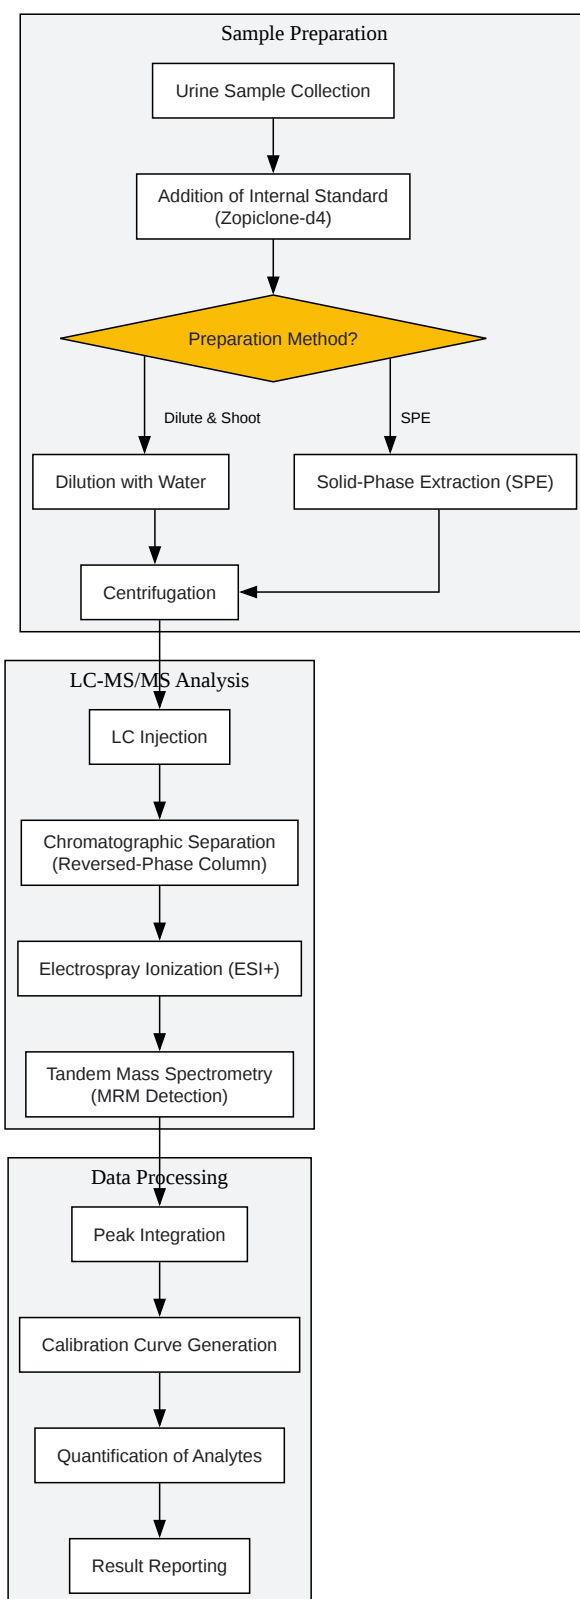 Sample Preparation
Urine Sample Collection
Addition of Internal Standard
(Zopiclone-d4)
Preparation Method?
Dilute & Shoot
SPE
Dilution with Water
Solid-Phase Extraction (SPE)
Centrifugation
LC-MS/MS Analysis
LC Injection
Chromatographic Separation
(Reversed-Phase Column)
Electrospray Ionization (ESI+)
Tandem Mass Spectrometry
(MRM Detection)
Data Processing
Peak Integration
Calibration Curve Generation
Quantification of Analytes
Result Reporting